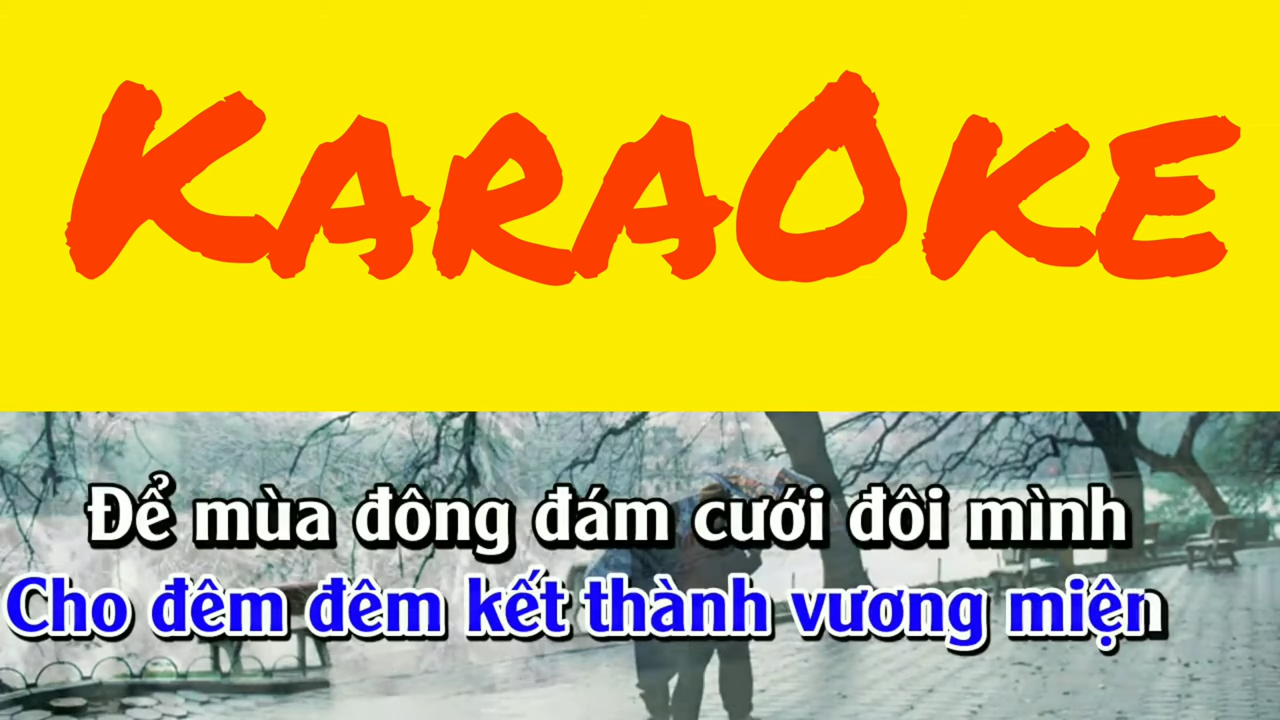 KaraOke
Để mùa đông đám cưới đôi mình
Cho đêm đêm kết thành vương miện